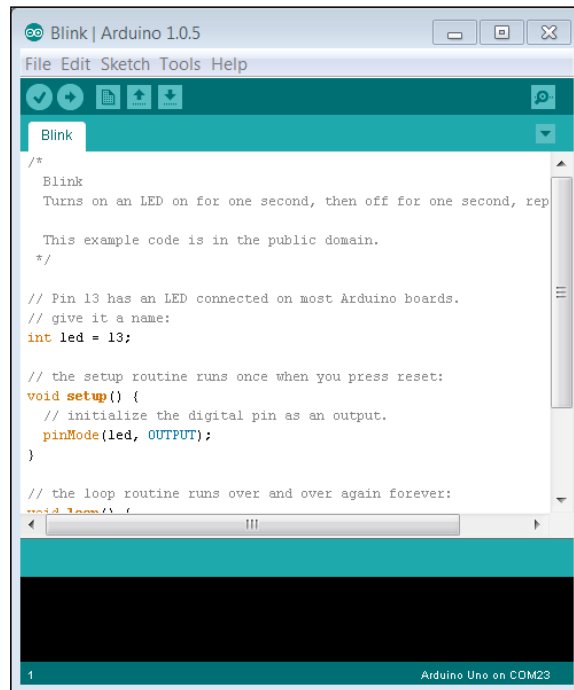 Blink | Arduino 1.0.5
File Edit Sketch Tools Help
Blink
/*
  Blink
  Turns on an LED on for one second, then off for one second, rep

  This example code is in the public domain.
 */

// Pin 13 has an LED connected on most Arduino boards.
// give it a name:
int led = 13;

// the setup routine runs once when you press reset:
void setup() {
  // initialize the digital pin as an output.
  pinMode(led, OUTPUT);
}

// the loop routine runs over and over again forever:
void loop() {
1
Arduino Uno on COM23